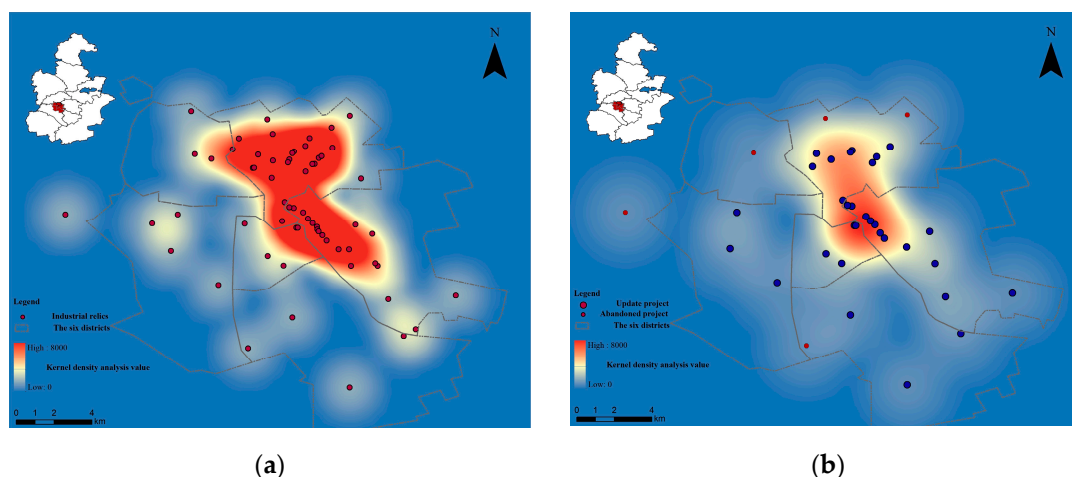 N
Legend
Industrial relics
The six districts
High : 8000
Kernel density analysis value
Low: 0
0 1 2 4
km
(a)
N
Legend
Update project
Abandoned project
The six districts
High : 8000
Kernel density analysis value
Low: 0
0 1 2 4
km
(b)